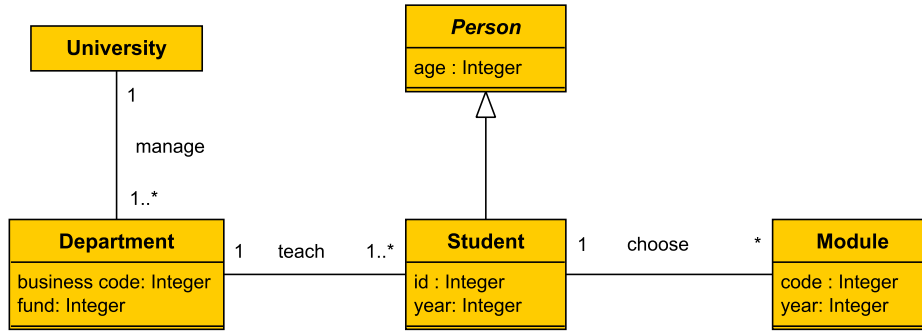 University
1
manage
1..*
Person
age : Integer
Department
business code: Integer
fund: Integer
1 teach 1..*
Student
id : Integer
year: Integer
1 choose *
Module
code : Integer
year: Integer